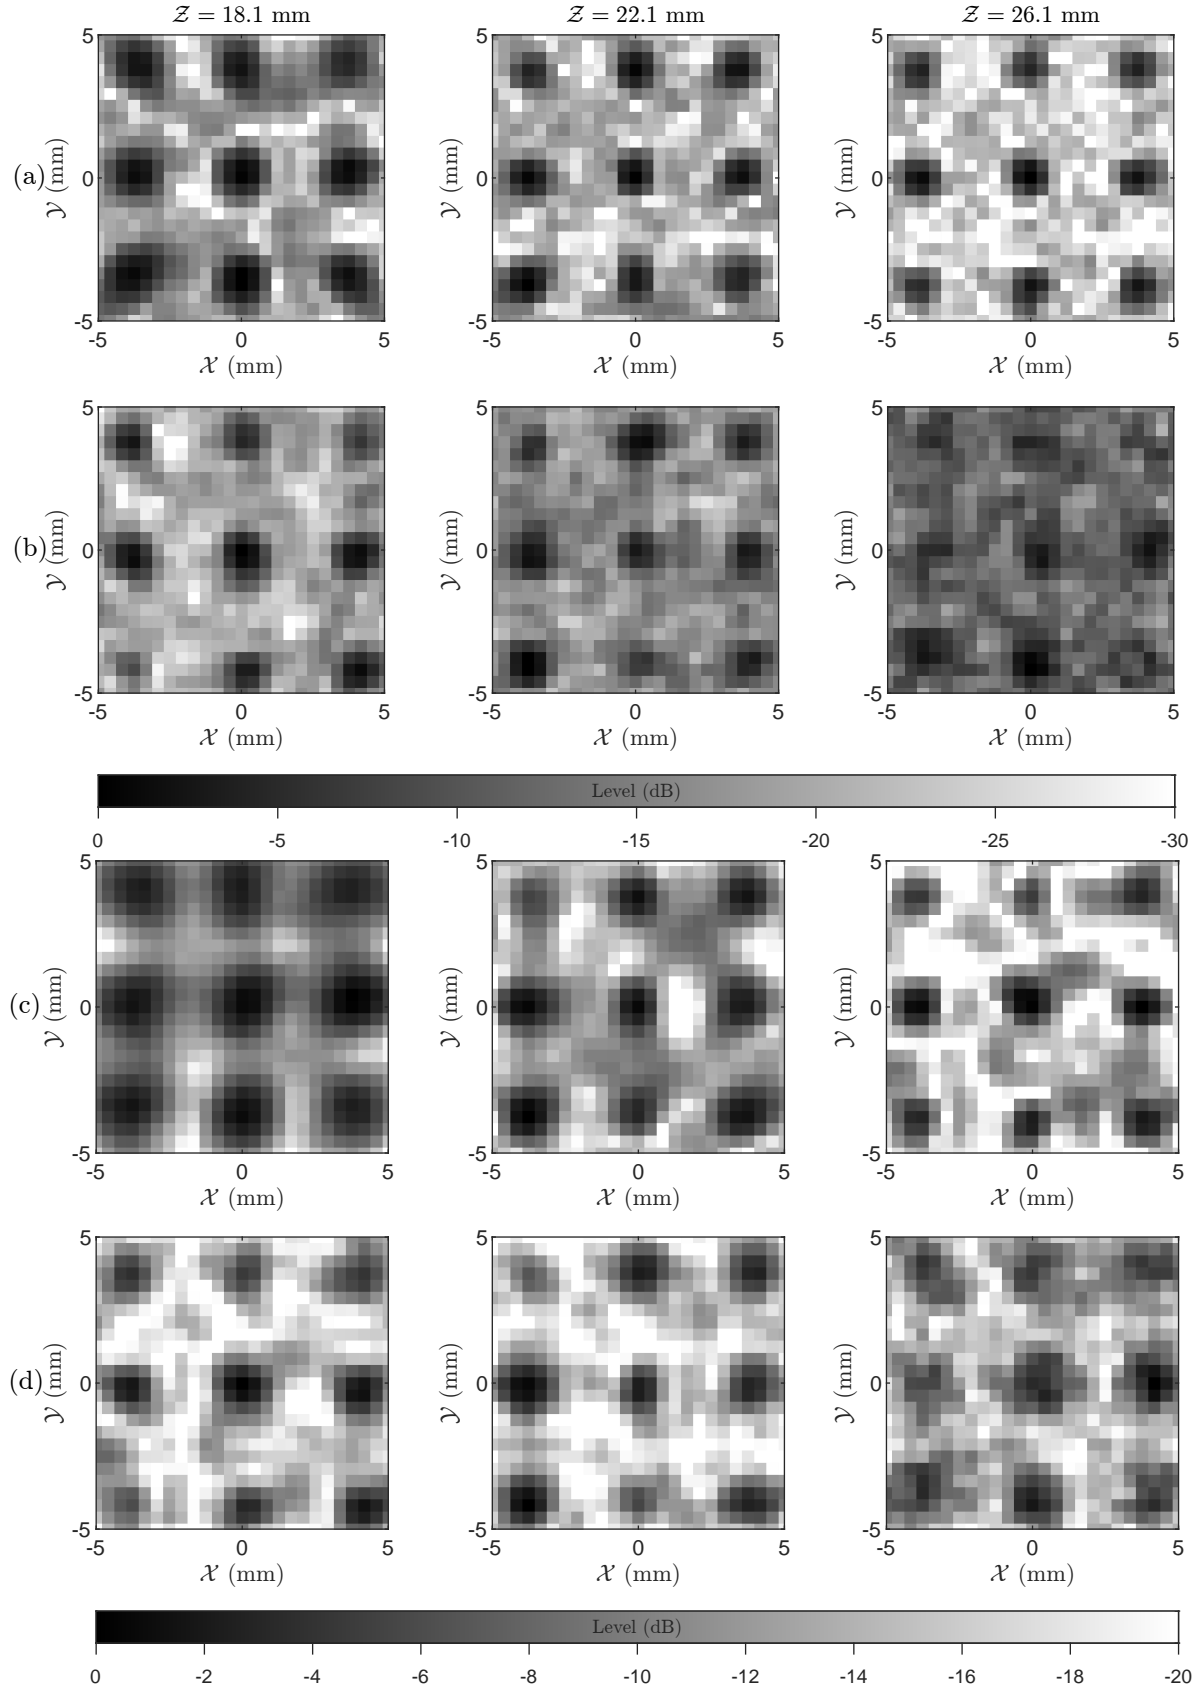 𝒵 = 18.1 mm 𝒵 = 22.1 mm 𝒵 = 26.1 mm
5 5 5
(a) 𝒴 (mm) 0 𝒴 (mm) 0 𝒴 (mm) 0
-5 -5 -5
-5 0 5 -5 0 5 -5 0 5
𝒳 (mm) 𝒳 (mm) 𝒳 (mm)
5 5 5
(b) 𝒴 (mm) 0 𝒴 (mm) 0 𝒴 (mm) 0
-5 -5 -5
-5 0 5 -5 0 5 -5 0 5
𝒳 (mm) 𝒳 (mm) 𝒳 (mm)
Level (dB)
0 -5 -10 -15 -20 -25 -30
5 5 5
(c) 𝒴 (mm) 0 𝒴 (mm) 0 𝒴 (mm) 0
-5 -5 -5
-5 0 5 -5 0 5 -5 0 5
𝒳 (mm) 𝒳 (mm) 𝒳 (mm)
5 5 5
(d) 𝒴 (mm) 0 𝒴 (mm) 0 𝒴 (mm) 0
-5 -5 -5
-5 0 5 -5 0 5 -5 0 5
𝒳 (mm) 𝒳 (mm) 𝒳 (mm)
Level (dB)
0 -2 -4 -6 -8 -10 -12 -14 -16 -18 -20